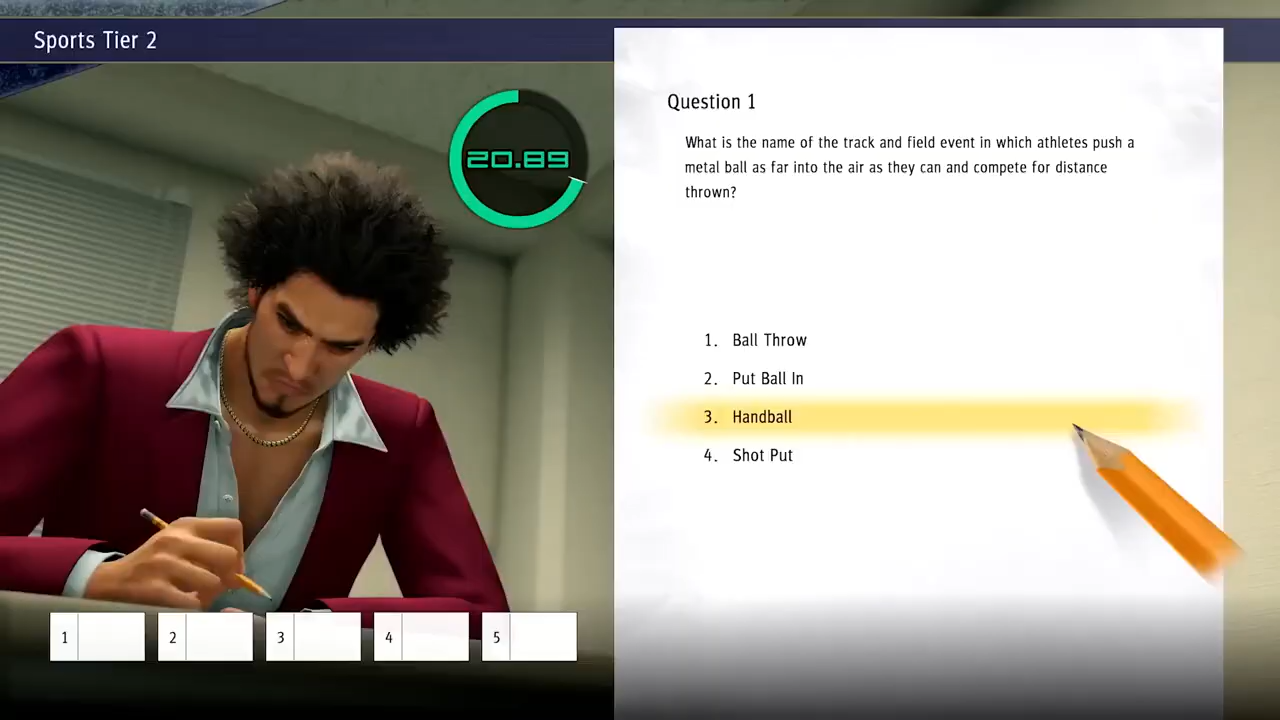 Sports Tier 2
20.89
Question 1
What is the name of the track and field event in which athletes push a
metal ball as far into the air as they can and compete for distance
thrown?
1. Ball Throw
2. Put Ball In
3. Handball
4. Shot Put
1 2 3 4 5